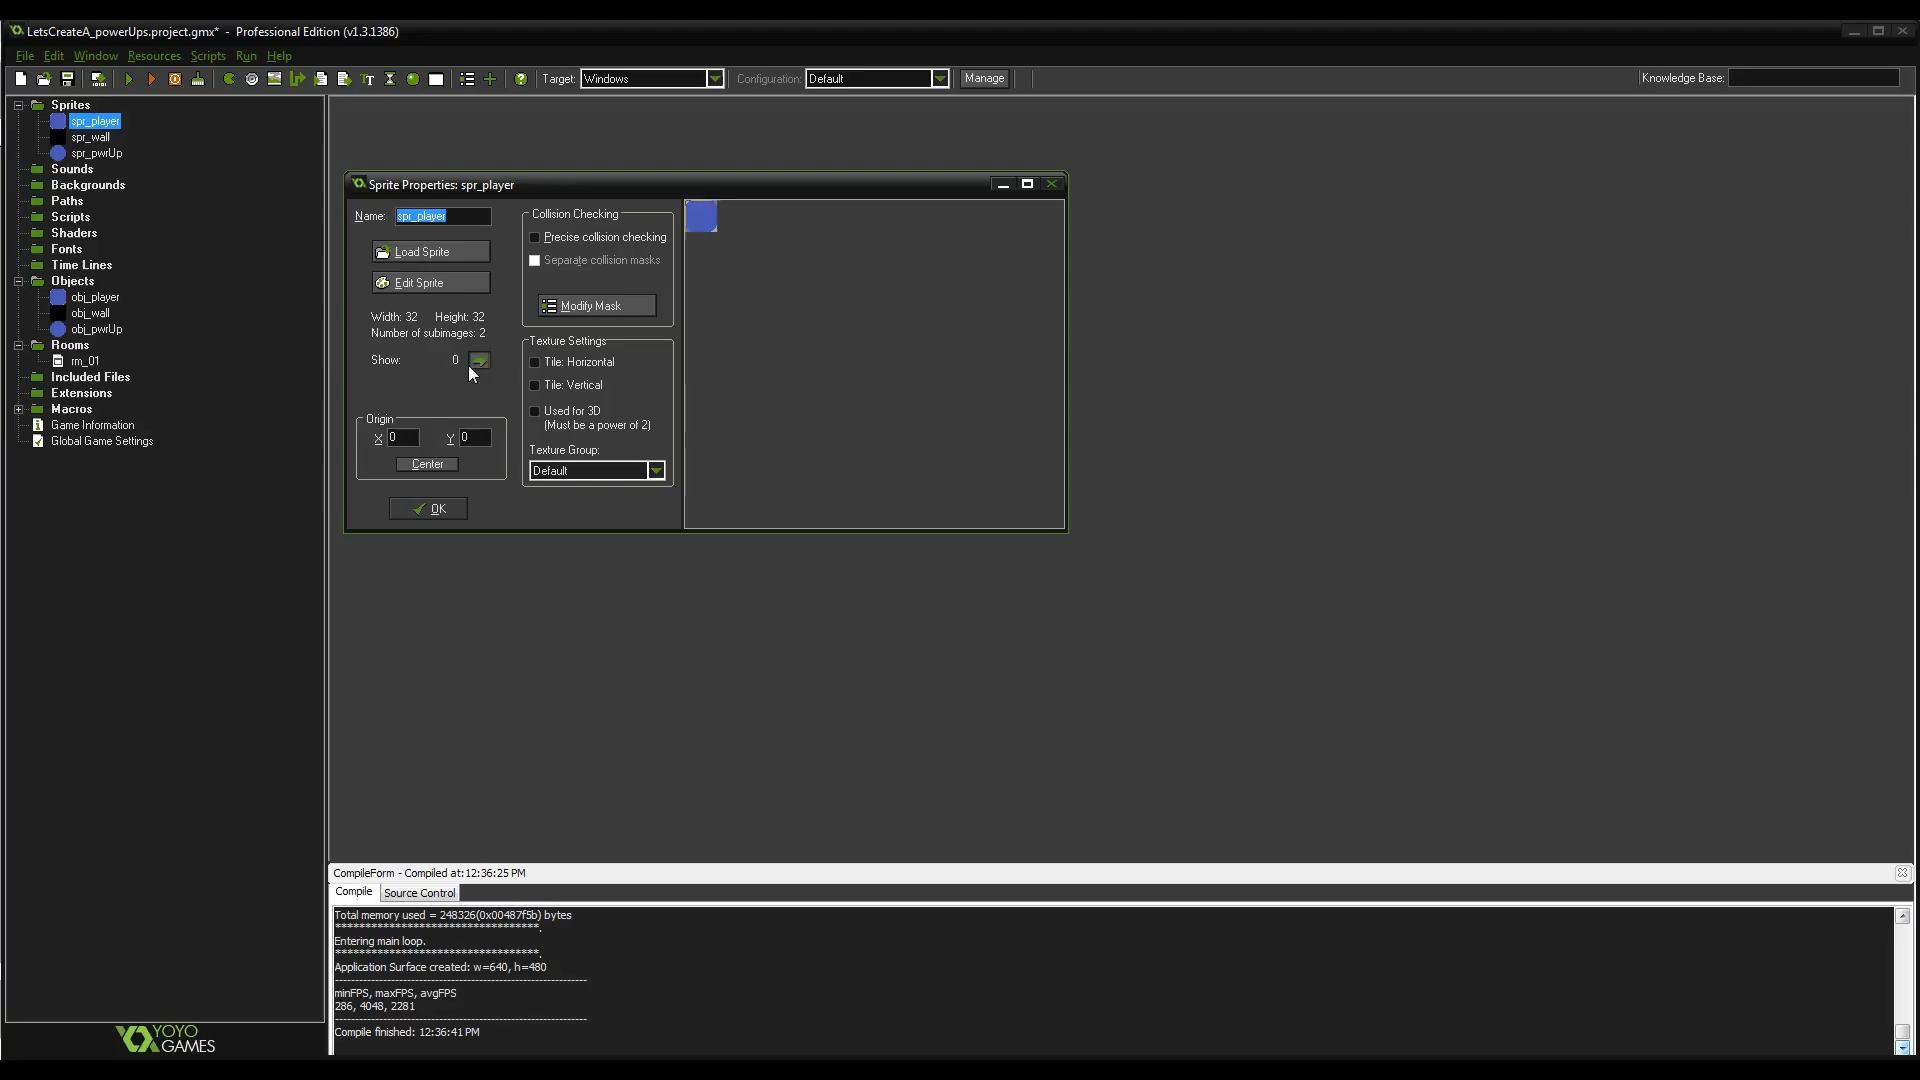 LetsCreateA_powerUps.project.gmx* - Professional Edition (v1.3.1386)
File Edit Window Resources Scripts Run Help
Target: Windows Configuration: Default Manage Knowledge Base:
Sprites
spr_player
spr_wall
spr_pwrUp
Sounds
Backgrounds
Paths
Scripts
Shaders
Fonts
Time Lines
Objects
obj_player
obj_wall
obj_pwrUp
Rooms
rm_01
Included Files
Extensions
Macros
Game Information
Global Game Settings
YOYO
GAMES
Sprite Properties: spr_player
Name: spr_player
Load Sprite
Edit Sprite
Width: 32 Height: 32
Number of subimages: 2
Show: 0
Origin
X 0 Y 0
Center
OK
Collision Checking
Precise collision checking
Separate collision masks
Modify Mask
Texture Settings
Tile: Horizontal
Tile: Vertical
Used for 3D
(Must be a power of 2)
Texture Group:
Default
CompileForm - Compiled at:12:36:25 PM
Compile Source Control
Total memory used = 248326(0x00487f5b) bytes
**********************************.
Entering main loop.
**********************************.
Application Surface created: w=640, h=480
---------------------------------------------------------------
minFPS, maxFPS, avgFPS
286, 4048, 2281
---------------------------------------------------------------
Compile finished: 12:36:41 PM